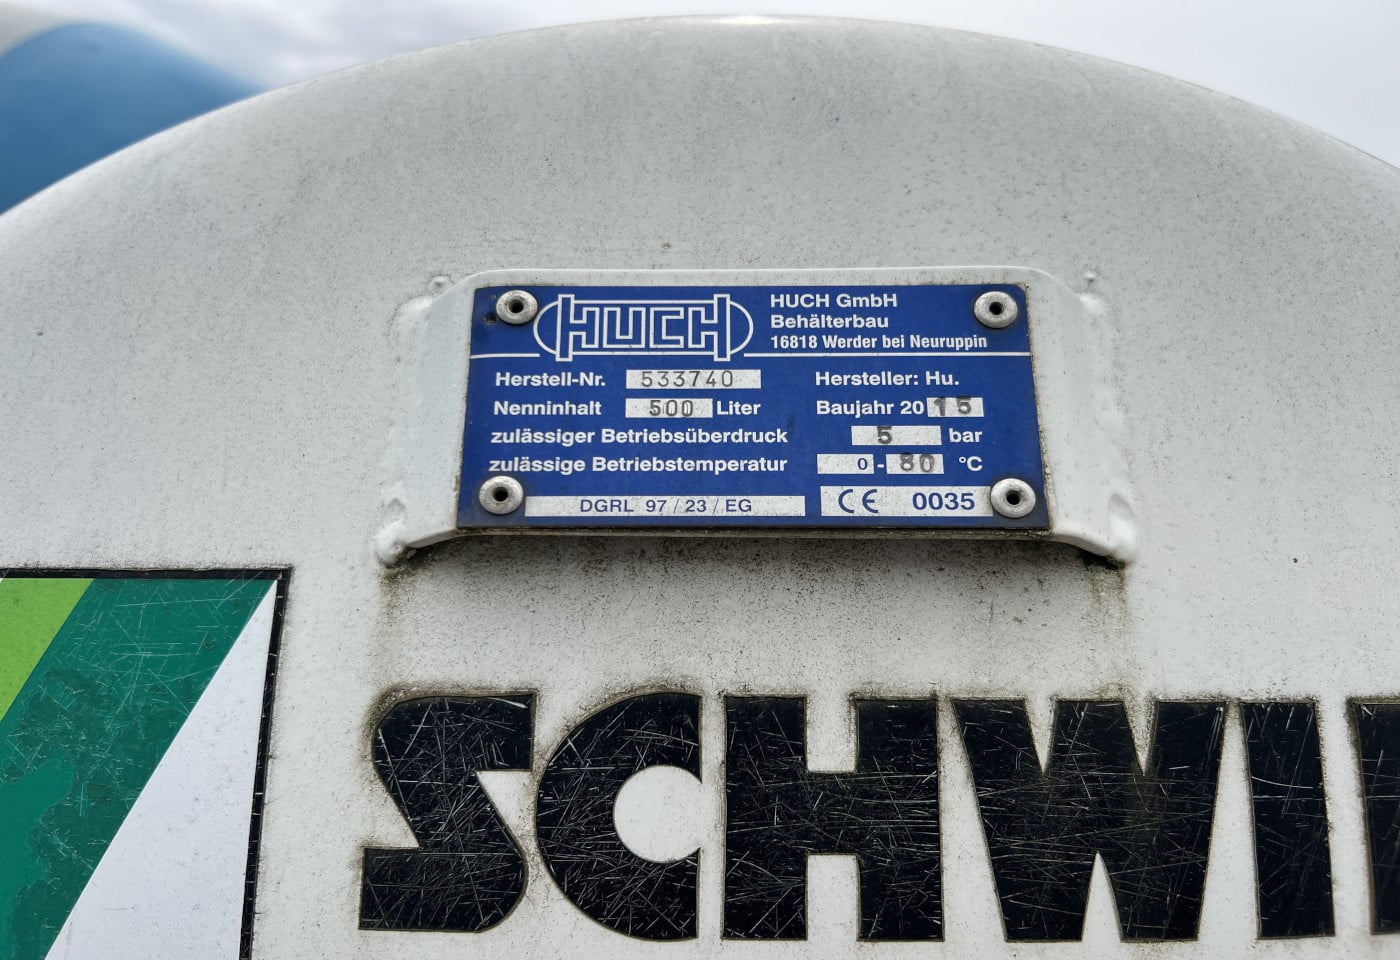 HUCH
HUCH GmbH
Behälterbau
16818 Werder bei Neuruppin
Herstell-Nr. 533740 Hersteller: Hu.
Nenninhalt 500 Liter Baujahr 2015
zulässiger Betriebsüberdruck 5 bar
zulässige Betriebstemperatur 0 - 80 °C
DGRL 97 / 23 / EG CE 0035
SCHWI